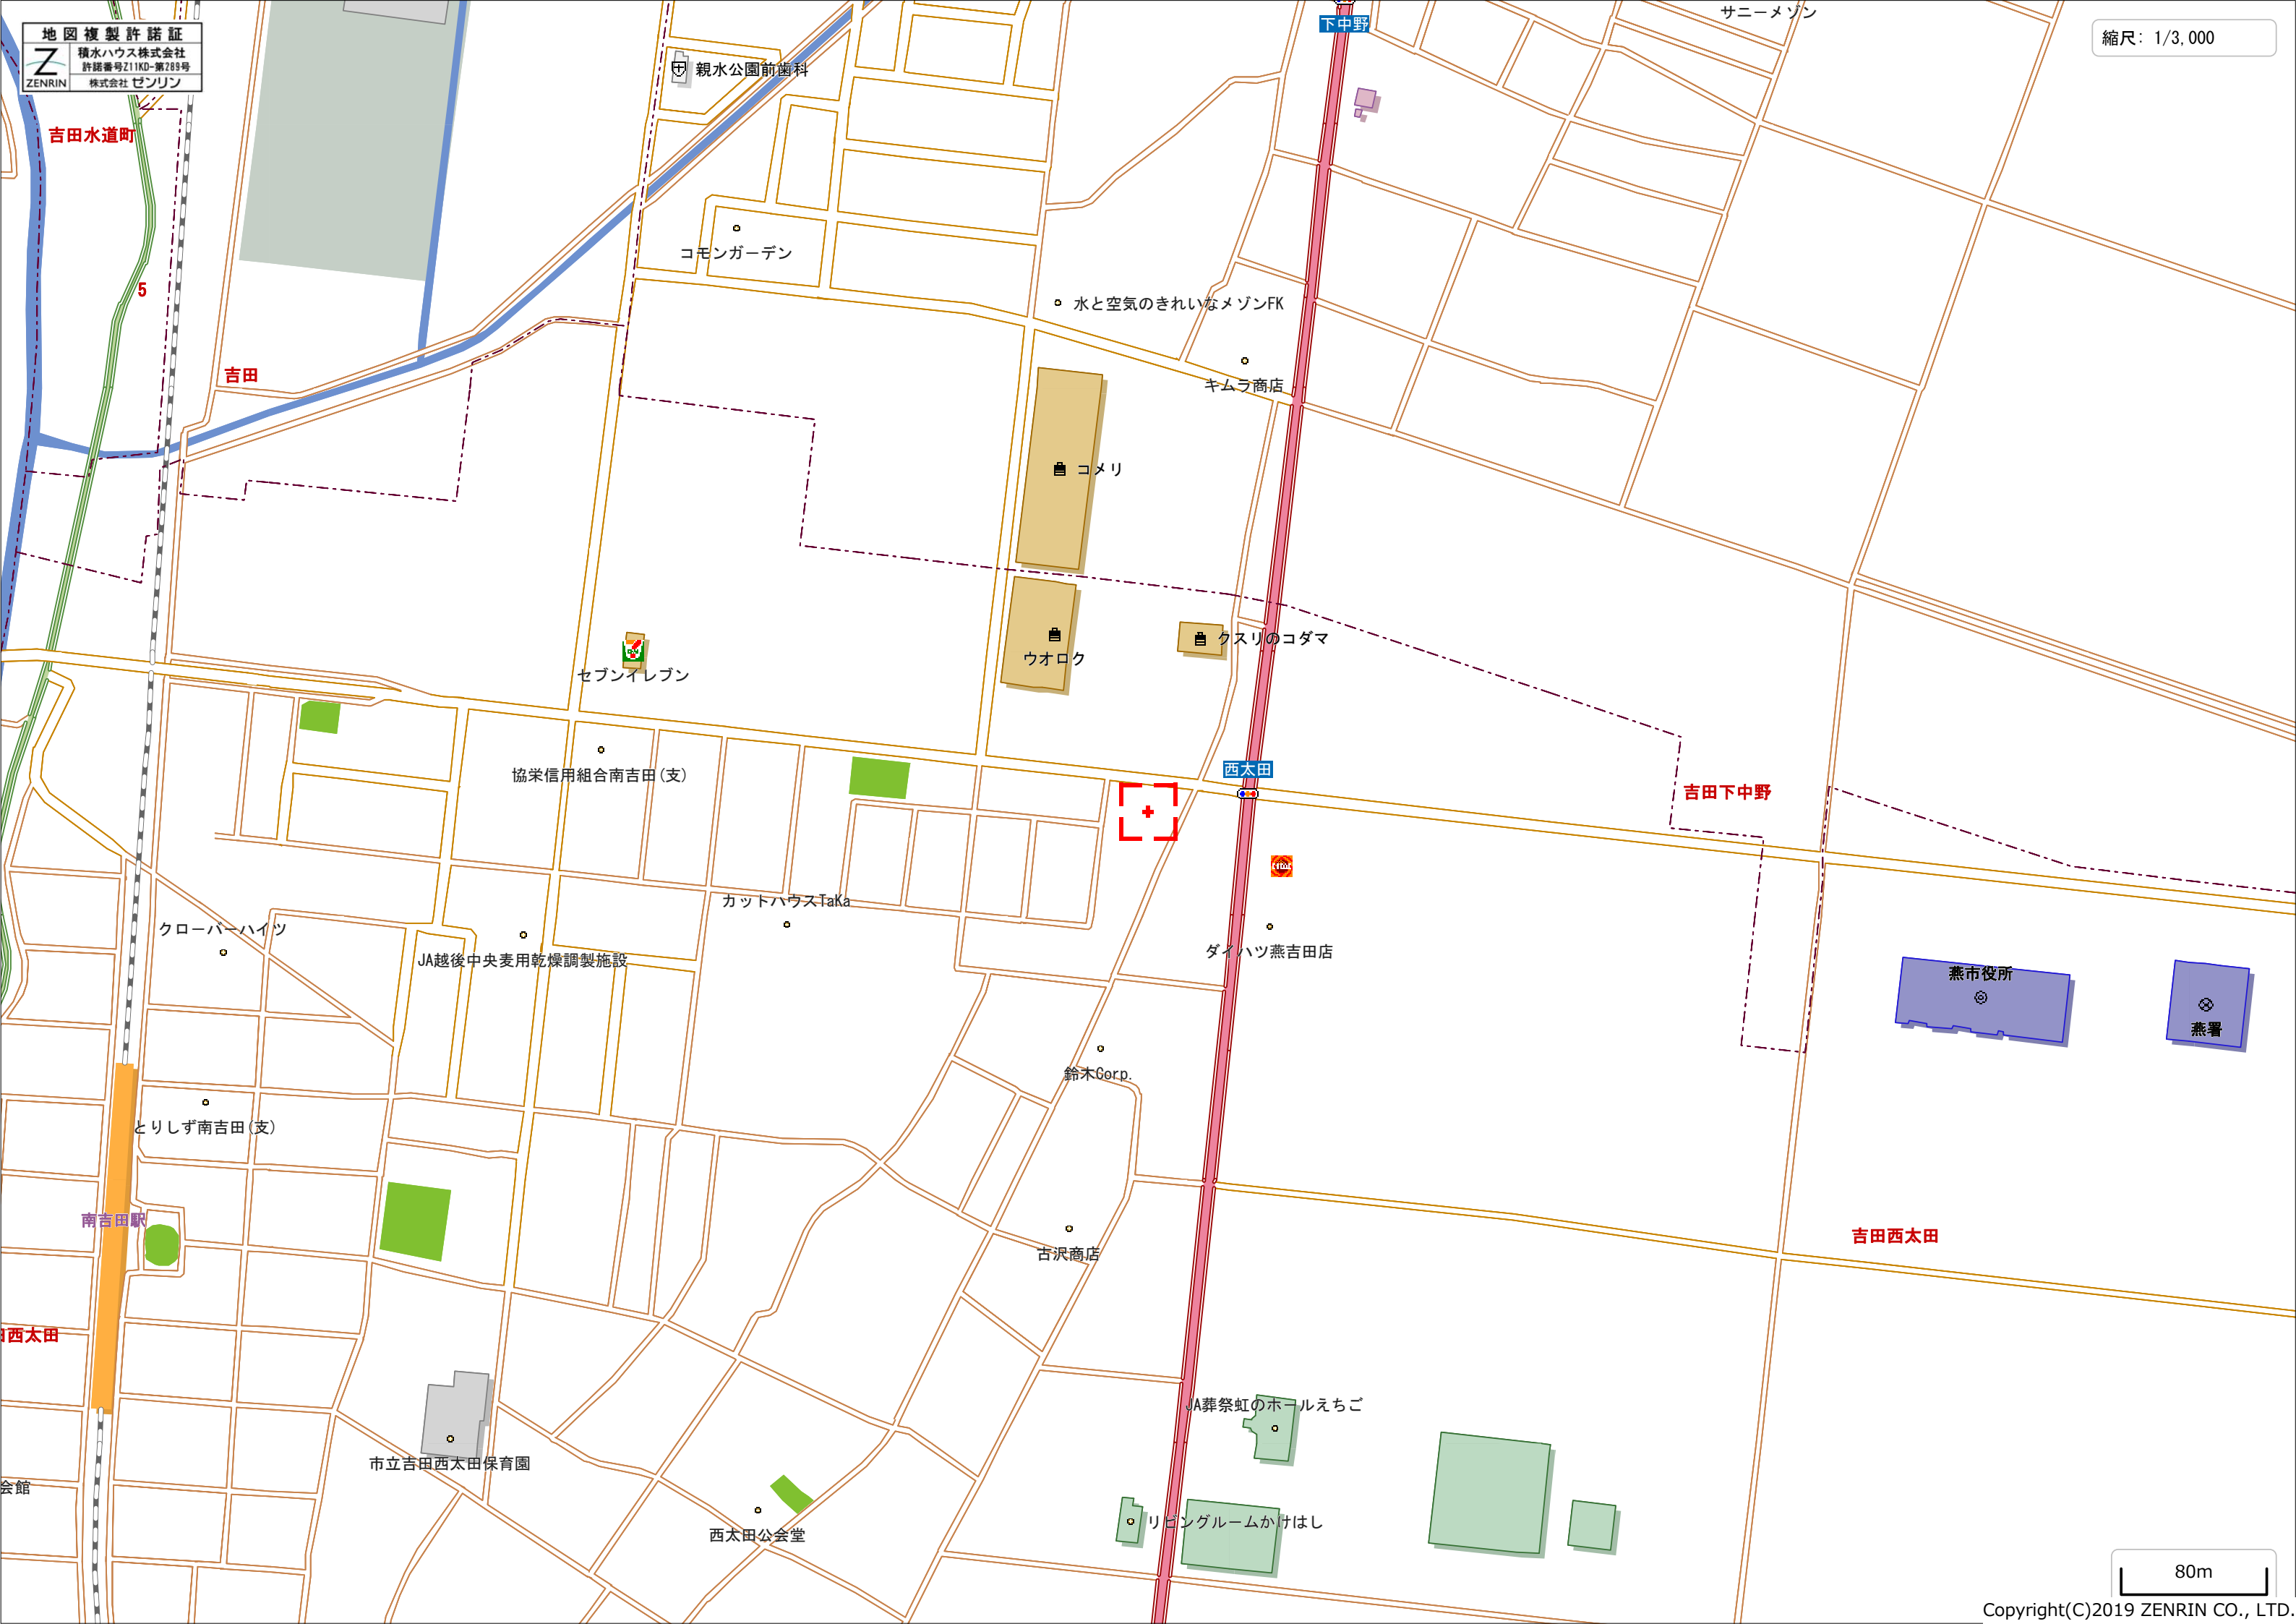 下中野
サニーメゾン
縮尺: 1/3,000
地図複製許諾証
積水ハウス株式会社
許諾番号Z11KD-第289号
ZENRIN
株式会社 ゼンリン
親水公園前歯科
吉田水道町
コモンガーデン
5
水と空気のきれいなメゾンFK
吉田
キムラ商店
コメリ
クスリのコダマ
ウオロク
セブンイレブン
西太田
協栄信用組合南吉田(支)
吉田下中野
カットハウスTaKa
クローバーハイツ
ダイハツ燕吉田店
JA越後中央麦用乾燥調製施設
燕市役所
燕署
鈴木Corp.
とりしず南吉田(支)
南吉田駅
吉田西太田
古沢商店
田西太田
JA葬祭虹のホールえちご
市立吉田西太田保育園
会館
リビングルームかけはし
西太田公会堂
80m
Copyright(C)2019 ZENRIN CO., LTD.